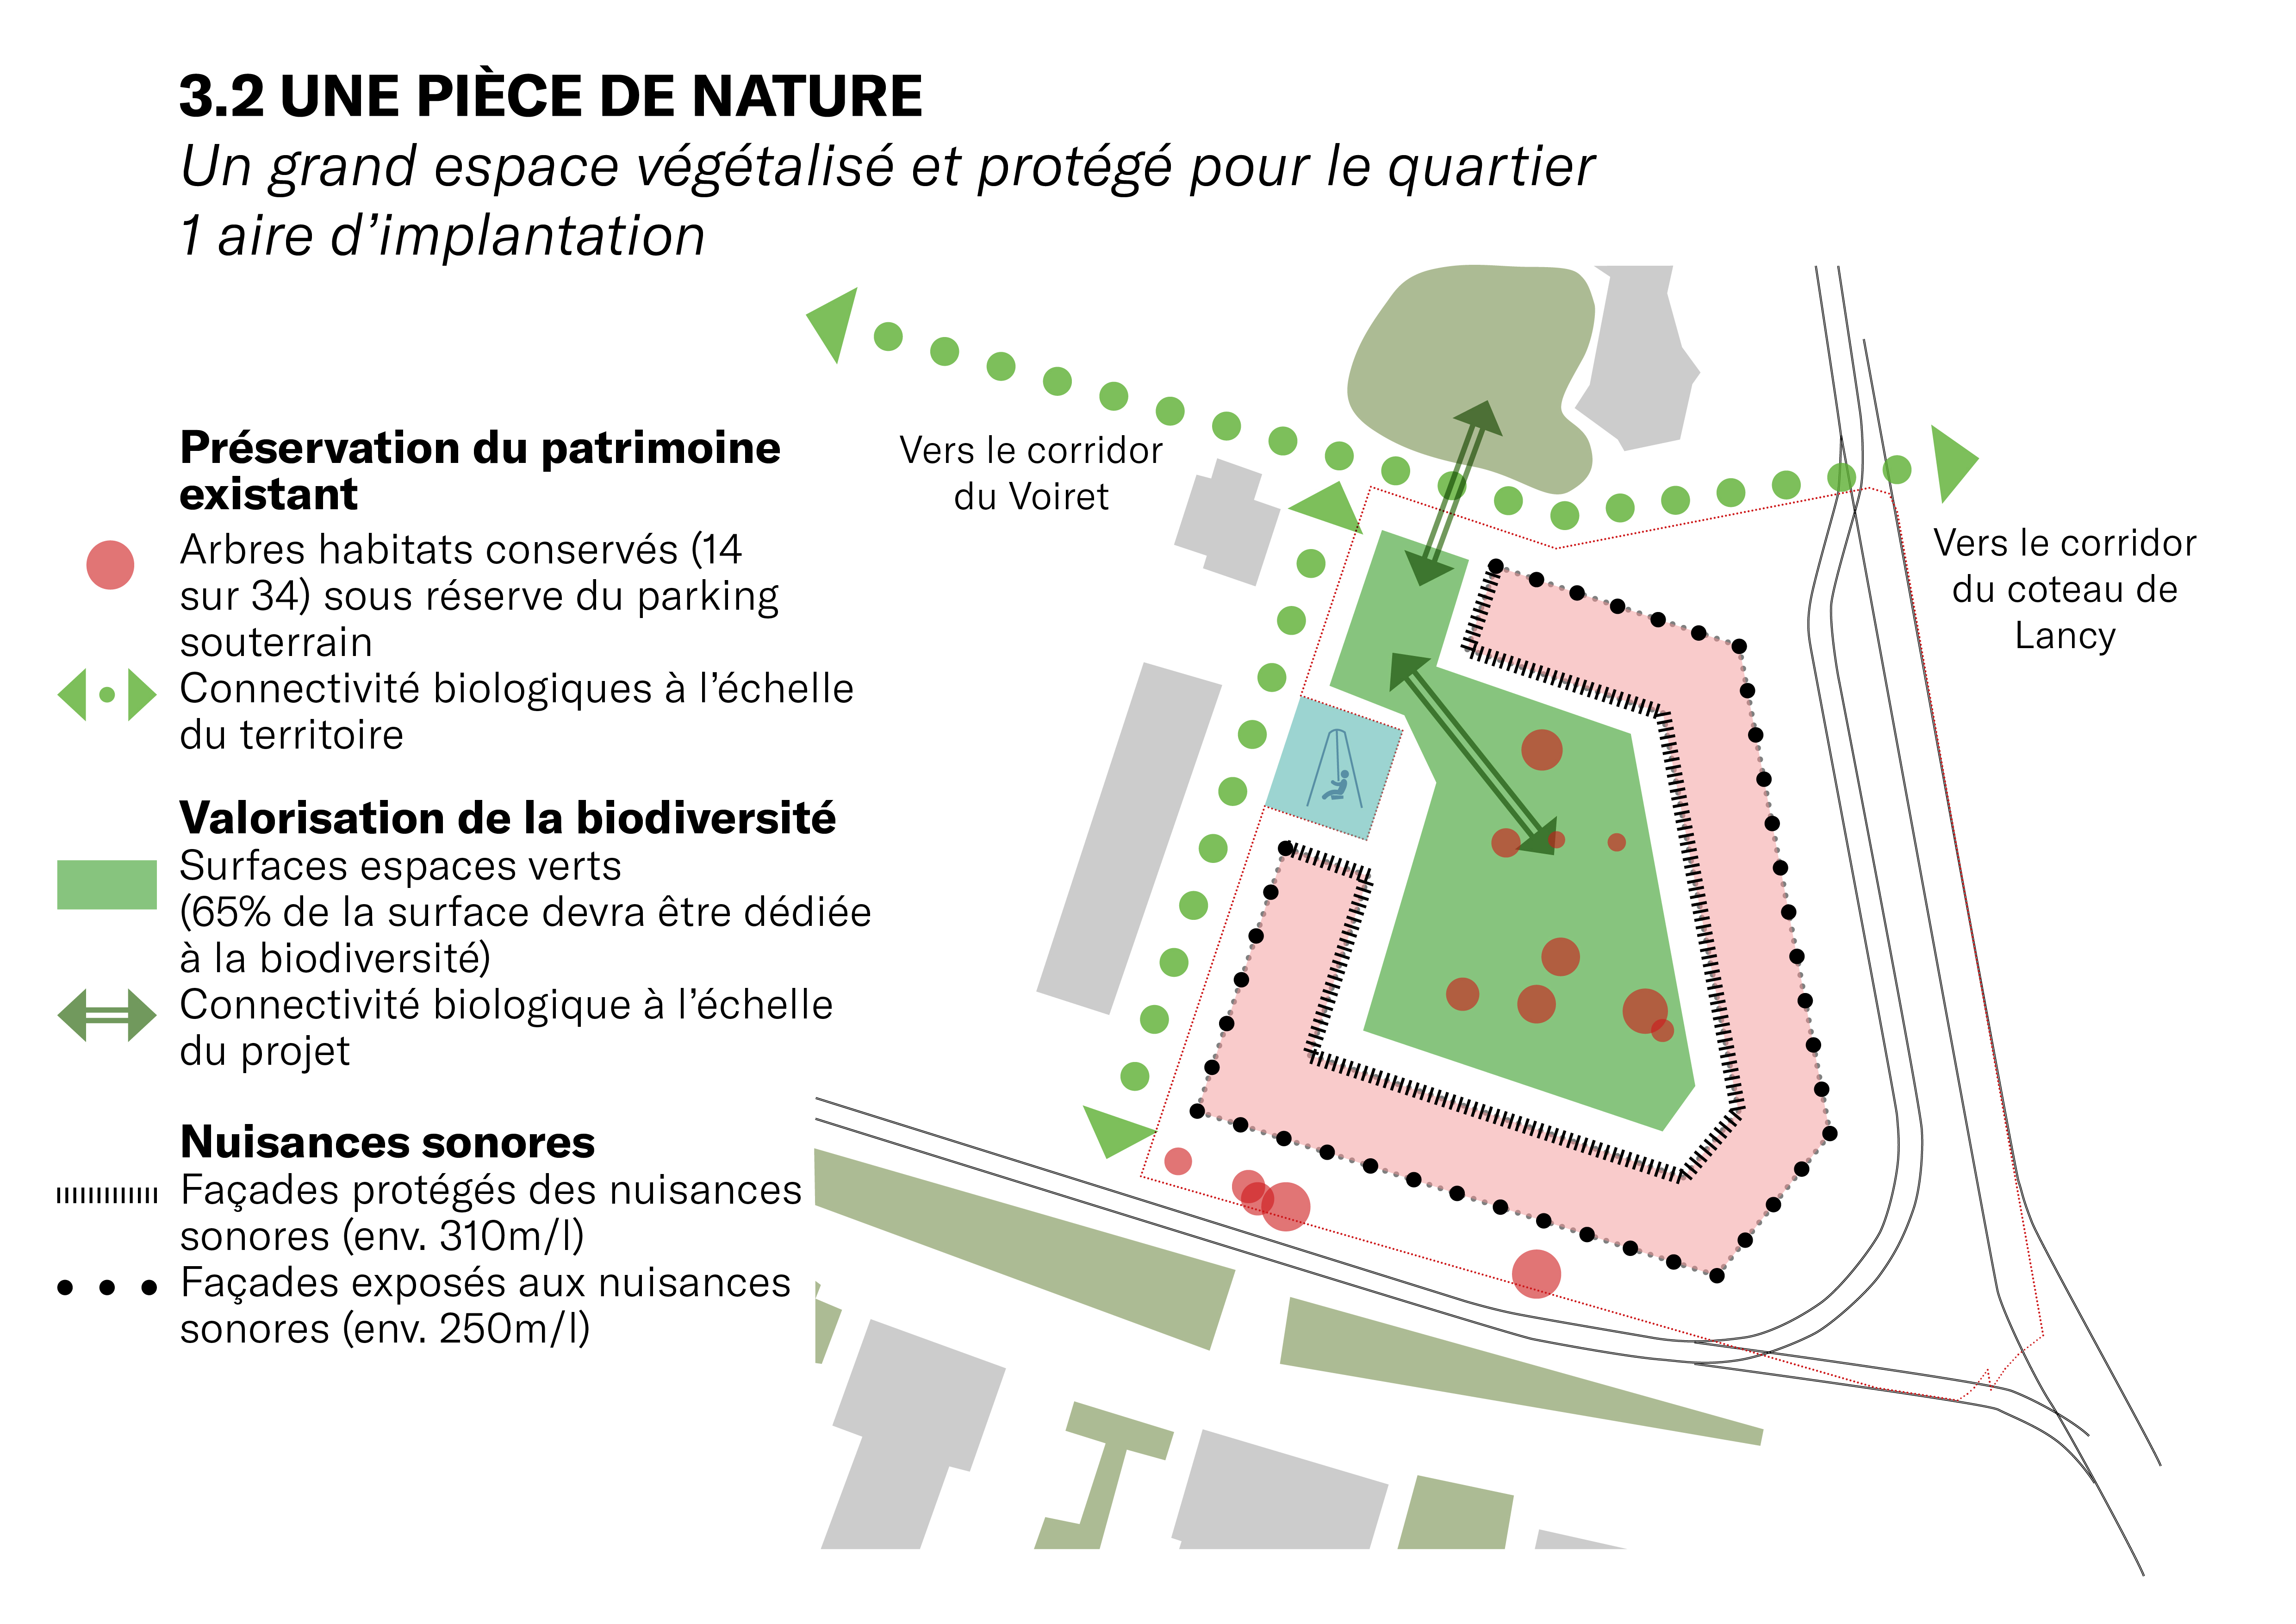 3.2 UNE PIÈCE DE NATURE
Un grand espace végétalisé et protégé pour le quartier
1 aire d’implantation
Préservation du patrimoine
existant
Arbres habitats conservés (14
sur 34) sous réserve du parking
souterrain
Connectivité biologiques à l’échelle
du territoire
Valorisation de la biodiversité
Surfaces espaces verts
(65% de la surface devra être dédiée
à la biodiversité)
Connectivité biologique à l’échelle
du projet
Nuisances sonores
Façades protégés des nuisances
sonores (env. 310m/l)
Façades exposés aux nuisances
sonores (env. 250m/l)
Vers le corridor
du Voiret
Vers le corridor
du coteau de
Lancy